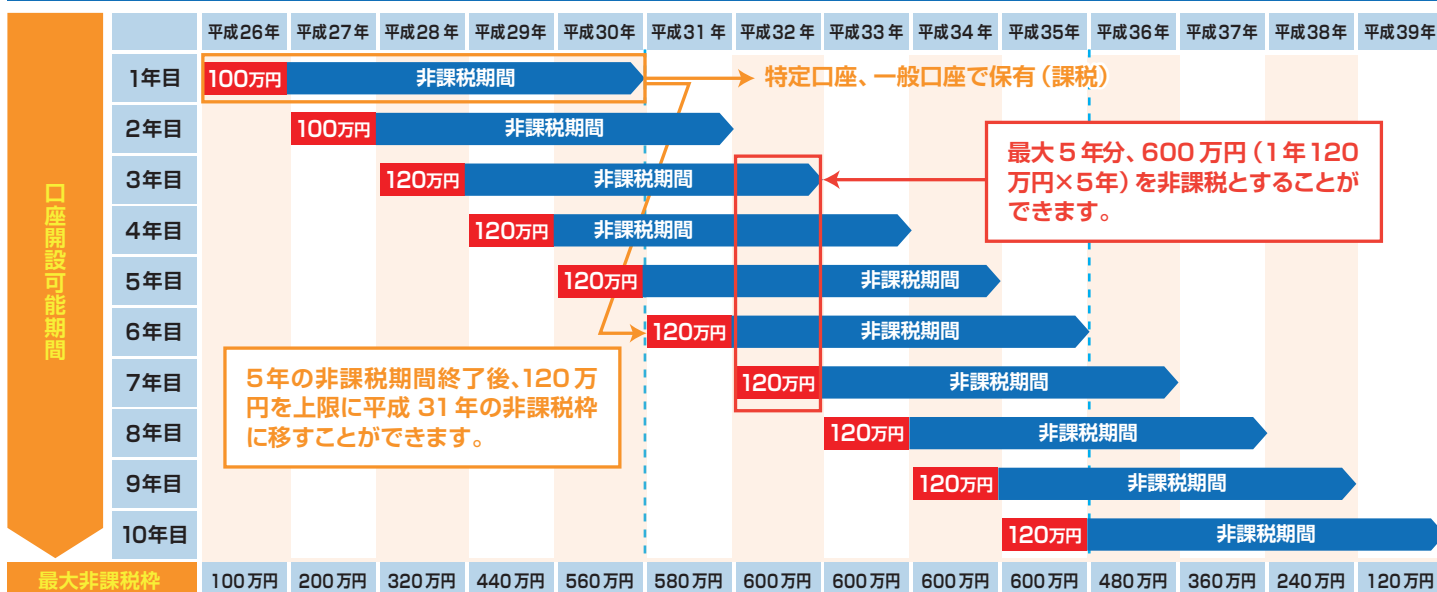 平成26年 平成27年 平成28年 平成29年 平成30年 平成31年 平成32年 平成33年 平成34年 平成35年 平成36年 平成37年 平成38年 平成39年
口座開設可能期間
1年目 100万円 非課税期間 特定口座、一般口座で保有（課税）
2年目 100万円 非課税期間
3年目 120万円 非課税期間
4年目 120万円 非課税期間
5年目 120万円 非課税期間
6年目 120万円 非課税期間
7年目 120万円 非課税期間
8年目 120万円 非課税期間
9年目 120万円 非課税期間
10年目 120万円 非課税期間
最大5年分、600万円（1年120
万円×5年）を非課税とすることが
できます。
5年の非課税期間終了後、120万
円を上限に平成31年の非課税枠
に移すことができます。
最大非課税枠 100万円 200万円 320万円 440万円 560万円 580万円 600万円 600万円 600万円 600万円 480万円 360万円 240万円 120万円